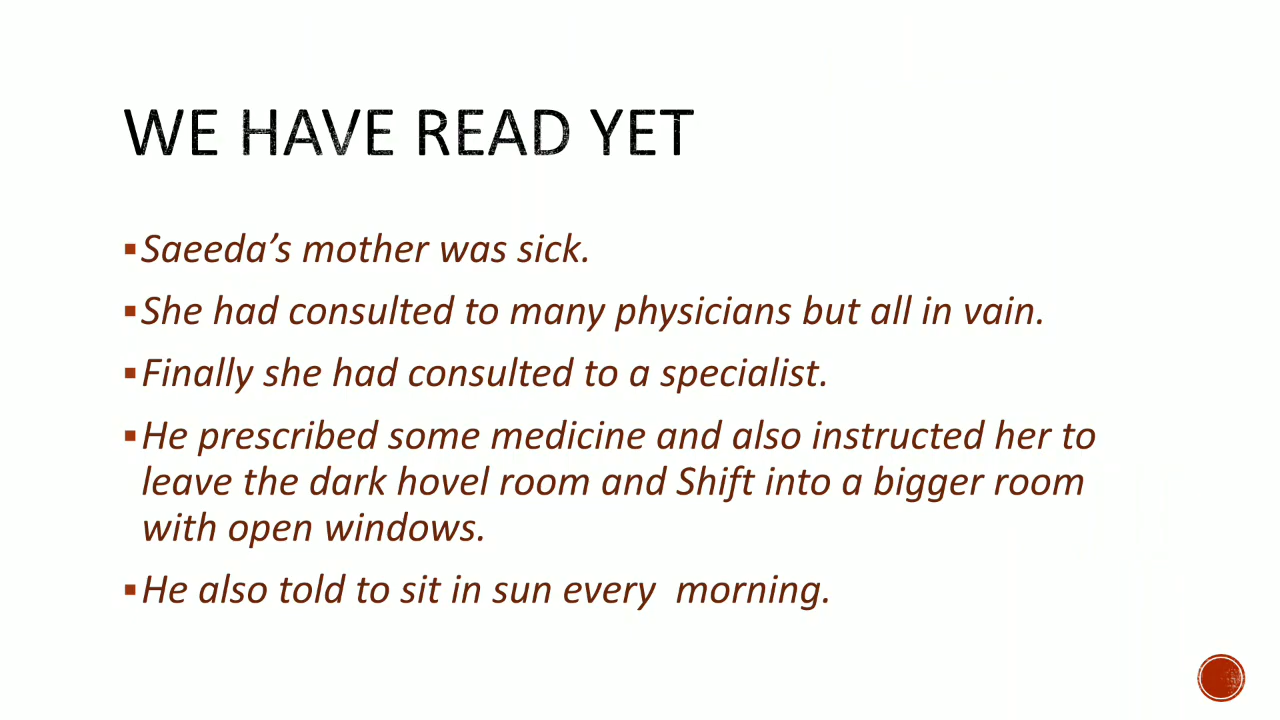 WE HAVE READ YET
▪Saeeda’s mother was sick.
▪She had consulted to many physicians but all in vain.
▪Finally she had consulted to a specialist.
▪He prescribed some medicine and also instructed her to
leave the dark hovel room and Shift into a bigger room
with open windows.
▪He also told to sit in sun every  morning.